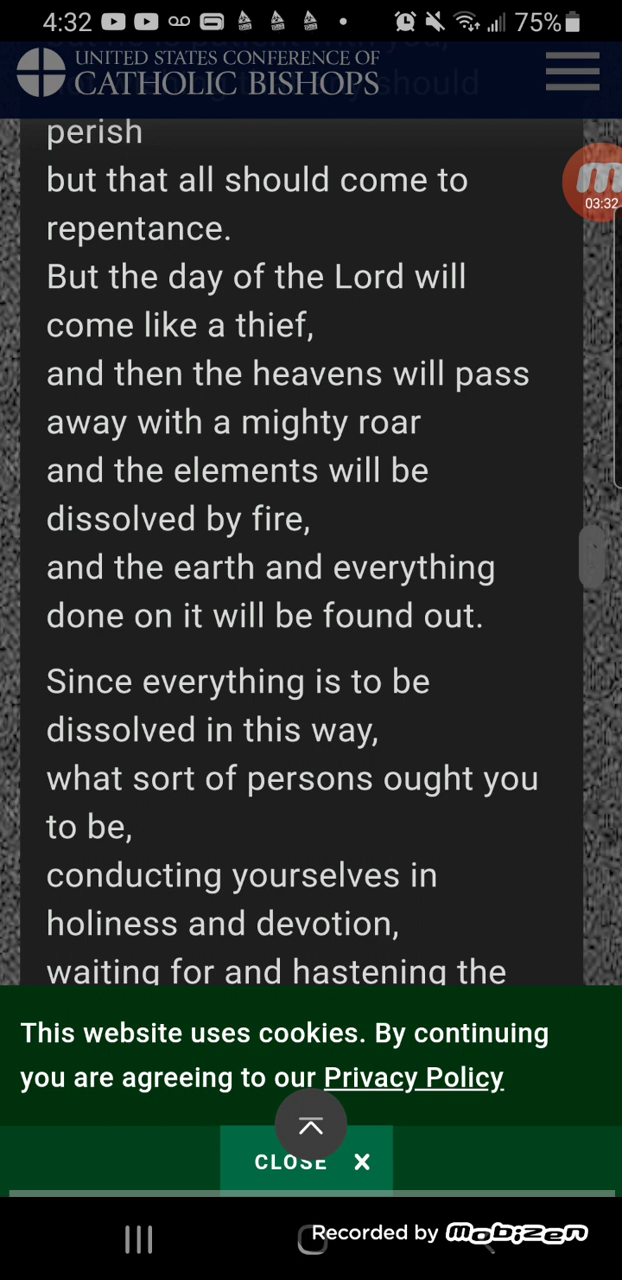 4:32
75%
UNITED STATES CONFERENCE OF
CATHOLIC BISHOPS
should
perish
03:32
but that all should come to
repentance.
But the day of the Lord will
come like a thief,
and then the heavens will pass
away with a mighty roar
and the elements will be
dissolved by fire,
and the earth and everything
done on it will be found out.
Since everything is to be
dissolved in this way,
what sort of persons ought you
to be,
conducting yourselves in
holiness and devotion,
waiting for and hastening the
This website uses cookies. By continuing
you are agreeing to our Privacy Policy
CLOSE X
Recorded by mobizen